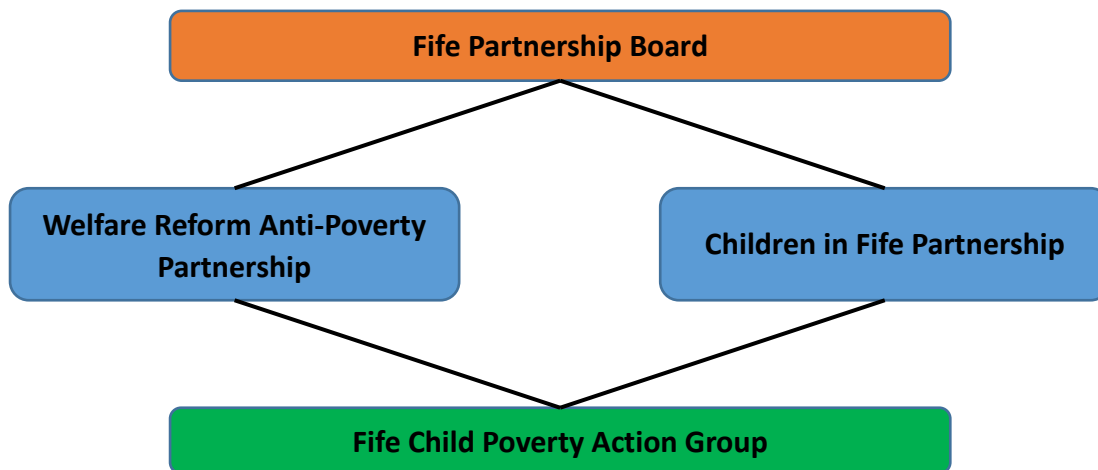 Fife Partnership Board
Welfare Reform Anti-Poverty
Partnership
Children in Fife Partnership
Fife Child Poverty Action Group